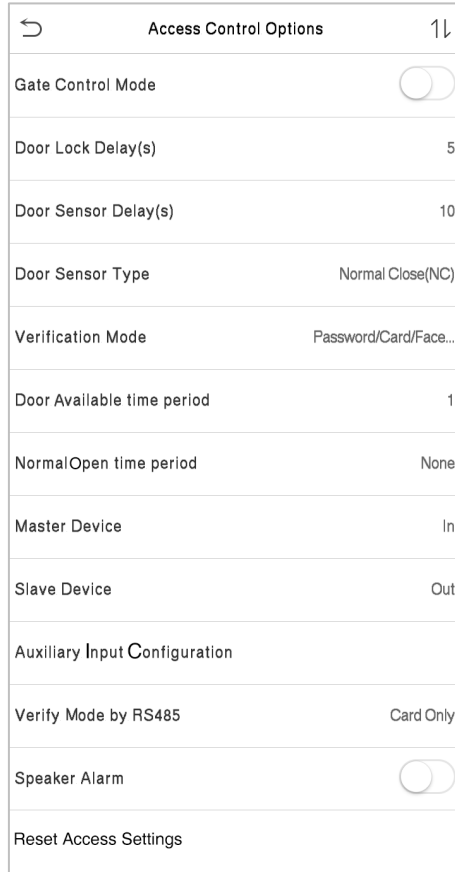 Access Control Options
Gate Control Mode
Door Lock Delay(s) 5
Door Sensor Delay(s) 10
Door Sensor Type Normal Close(NC)
Verification Mode Password/Card/Face...
Door Available time period 1
NormalOpen time period None
Master Device In
Slave Device Out
Auxiliary Input Configuration
Verify Mode by RS485 Card Only
Speaker Alarm
Reset Access Settings